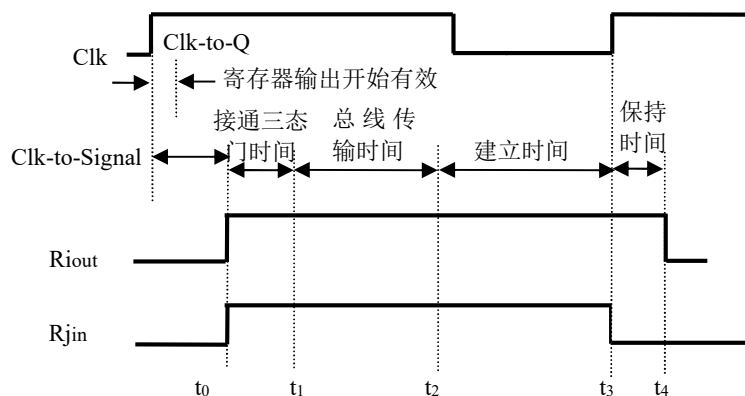 Clk-to-Q
Clk
寄存器输出开始有效
接通三态
门时间
总 线 传
输时间
建立时间
保持
时间
Clk-to-Signal
Riout
Rjin
t0 t1 t2 t3 t4